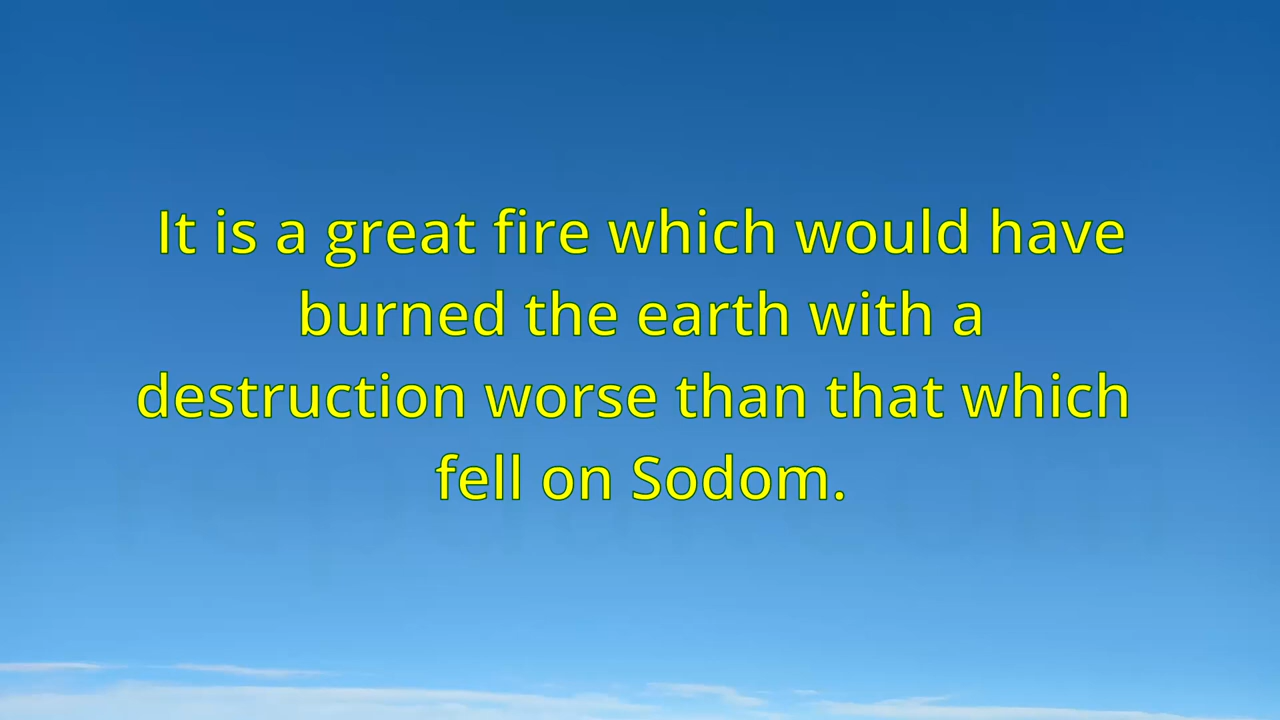 It is a great fire which would have
burned the earth with a
destruction worse than that which
fell on Sodom.